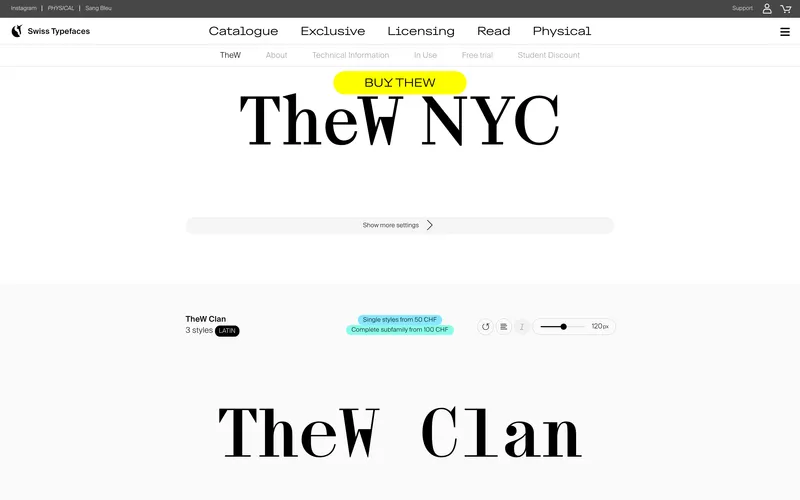 Instagram | PHYSICAL | Sang Bleu
Support
Swiss Typefaces
Catalogue Exclusive Licensing Read Physical
TheW About Technical Information In Use Free trial Student Discount
BUY THEW
TheW NYC
Show more settings
TheW Clan
3 styles LATIN
Single styles from 50 CHF
Complete subfamily from 100 CHF
I
120px
TheW Clan